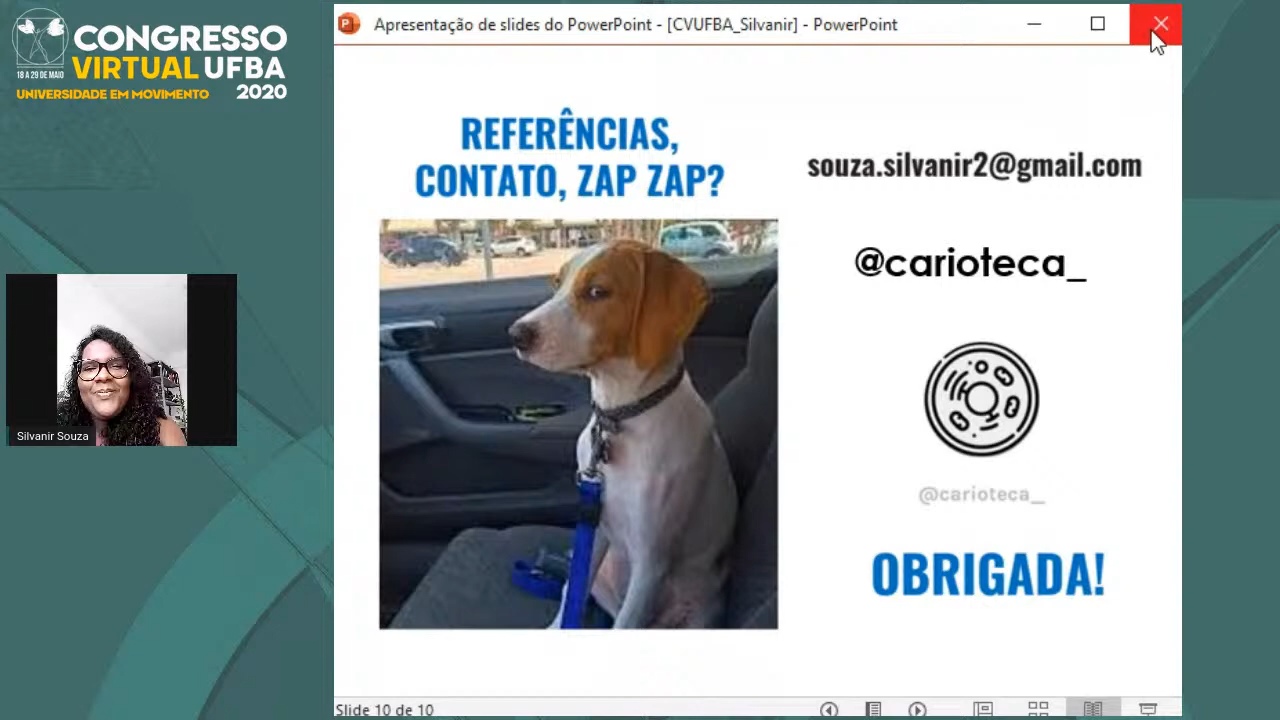 CONGRESSO
VIRTUAL UFBA
18 A 29 DE MAIO
UNIVERSIDADE EM MOVIMENTO 2020
Apresentação de slides do PowerPoint - [CVUFBA_Silvanir] - PowerPoint
REFERÊNCIAS,
CONTATO, ZAP ZAP?
souza.silvanir2@gmail.com
@carioteca_
@carioteca_
OBRIGADA!
Silvanir Souza
Slide 10 de 10